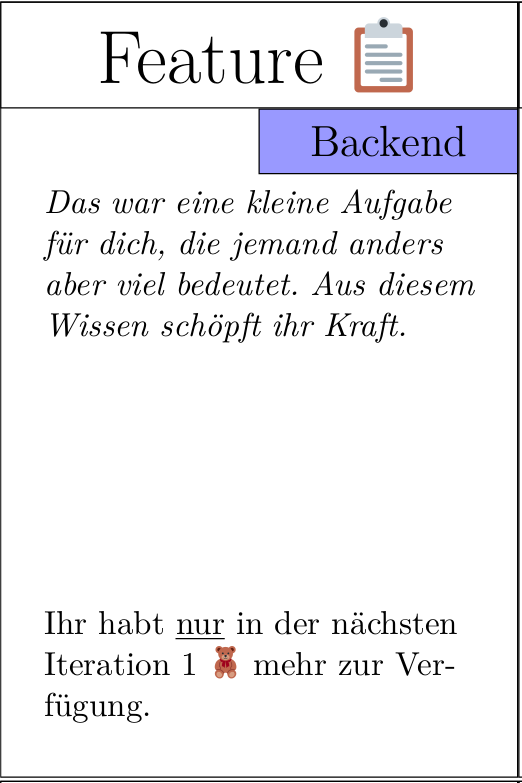 Feature 📋
Backend
Das war eine kleine Aufgabe
für dich, die jemand anders
aber viel bedeutet. Aus diesem
Wissen schöpft ihr Kraft.
Ihr habt nur in der nächsten
Iteration 1 🧸 mehr zur Ver-
fügung.